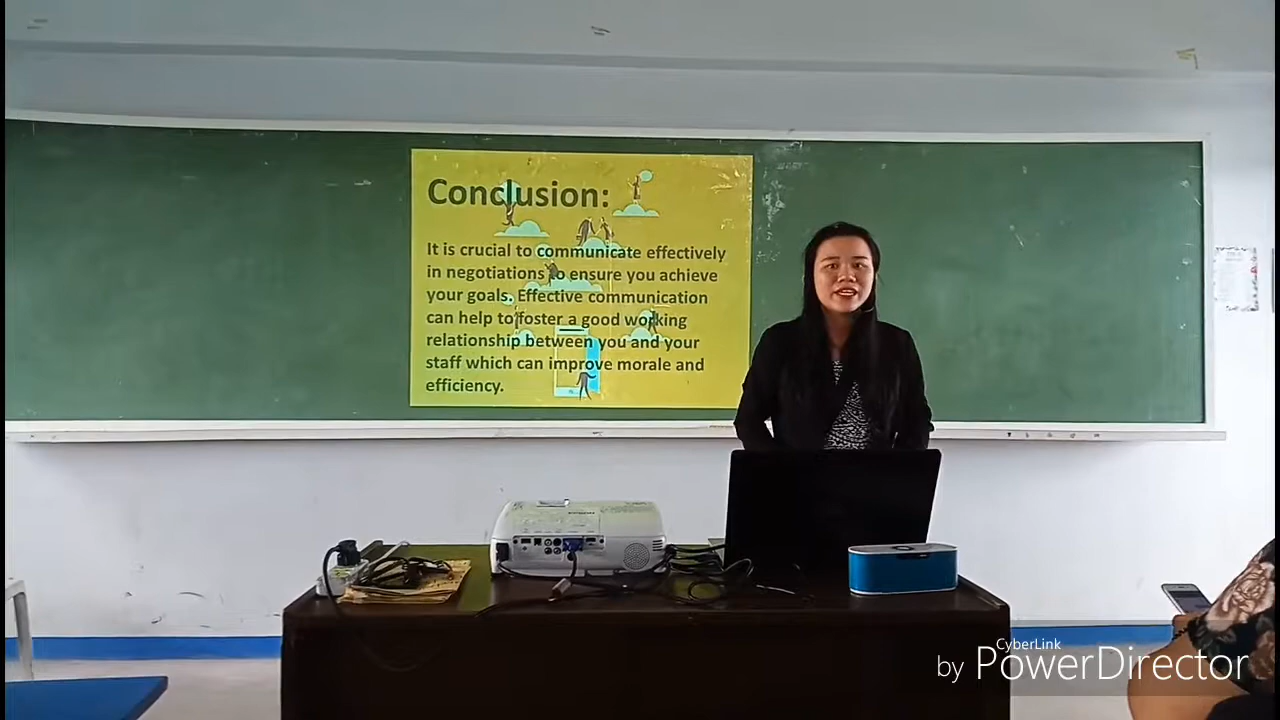 Conclusion:
It is crucial to communicate effectively
in negotiations to ensure you achieve
your goals. Effective communication
can help to foster a good working
relationship between you and your
staff which can improve morale and
efficiency.
CyberLink
by PowerDirector